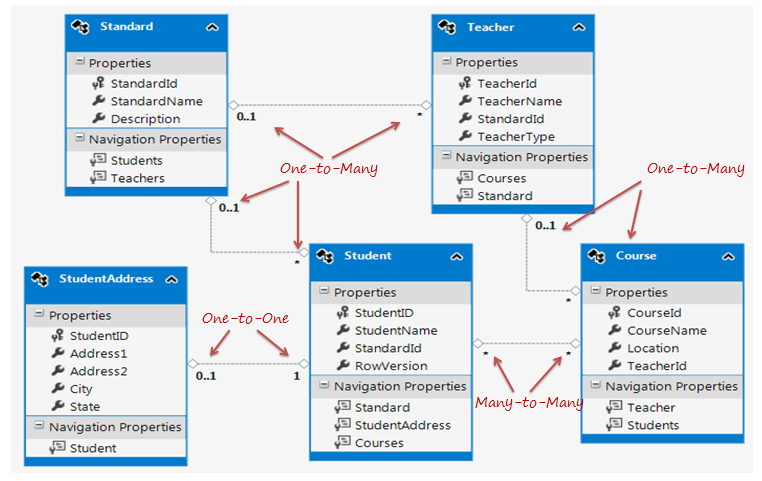 Standard
Properties
StandardId
StandardName
Description
Navigation Properties
Students
Teachers
Teacher
Properties
TeacherId
TeacherName
StandardId
TeacherType
Navigation Properties
Courses
Standard
0..1
*
One-to-Many
0..1
*
One-to-Many
0..1
*
StudentAddress
Properties
StudentID
Address1
Address2
City
State
Navigation Properties
Student
One-to-One
0..1
1
Student
Properties
StudentID
StudentName
StandardId
RowVersion
Navigation Properties
Standard
StudentAddress
Courses
*
*
Many-to-Many
Course
Properties
CourseId
CourseName
Location
TeacherId
Navigation Properties
Teacher
Students